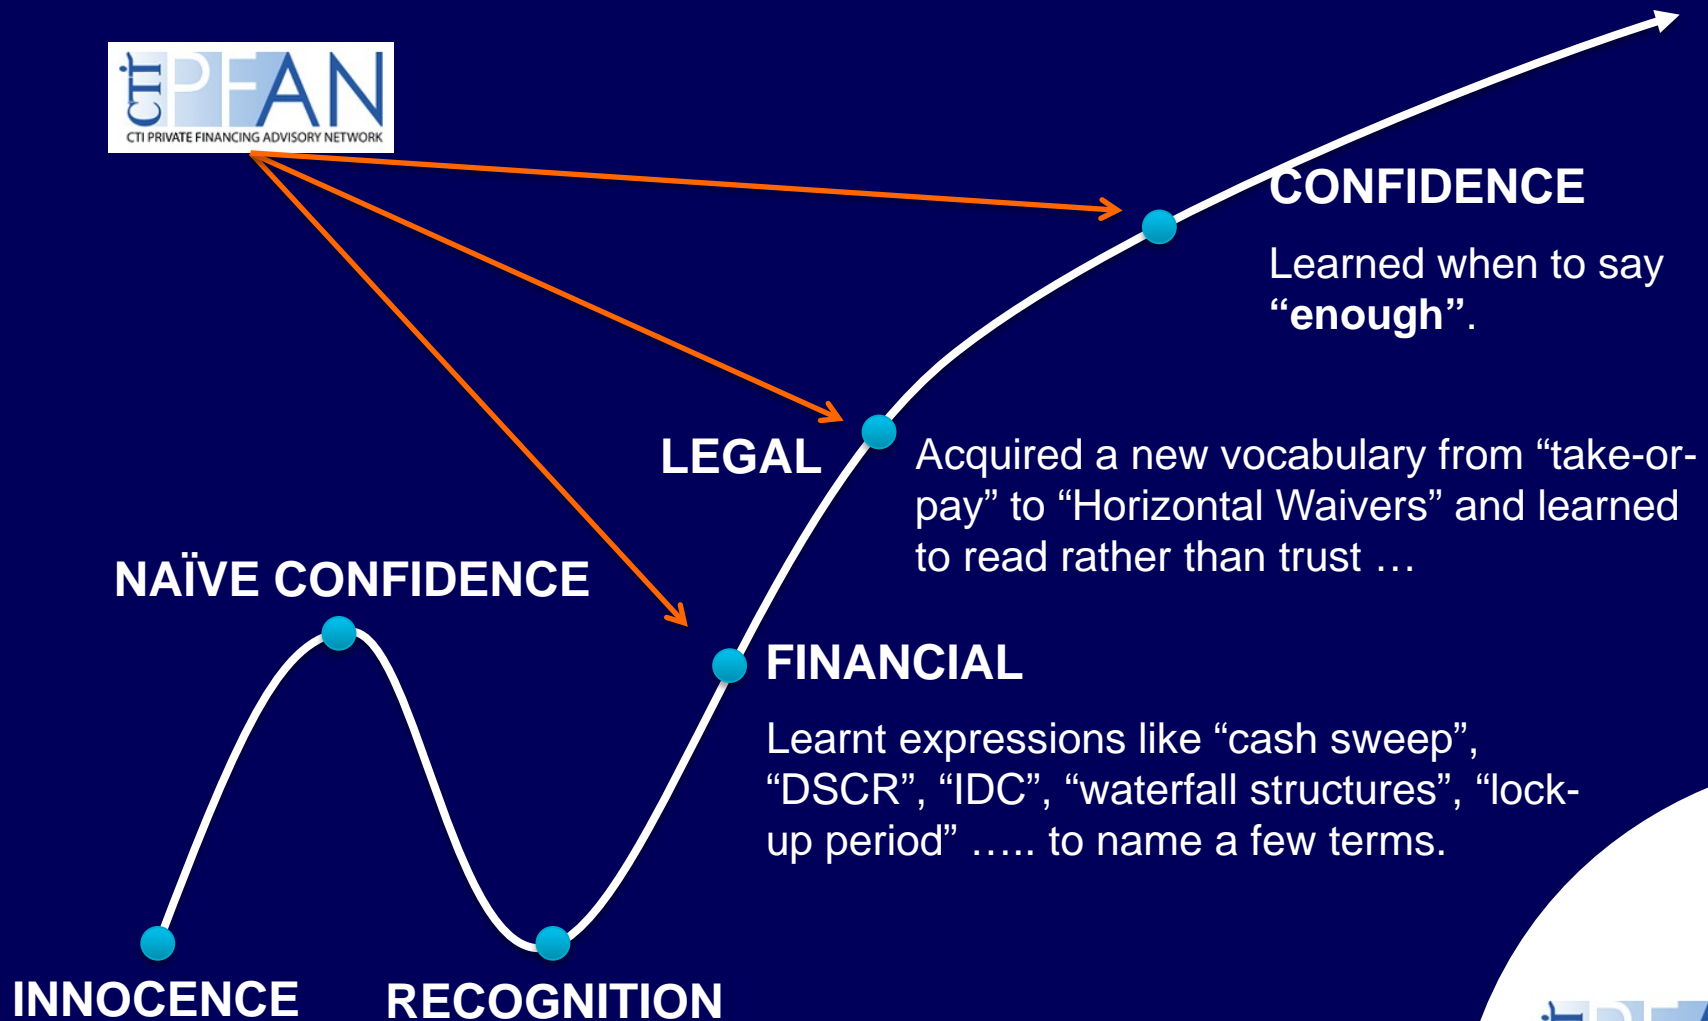 CTI PFAN
CTI PRIVATE FINANCING ADVISORY NETWORK
CONFIDENCE
Learned when to say
“enough”.
LEGAL
Acquired a new vocabulary from “take-or-
pay” to “Horizontal Waivers” and learned
to read rather than trust …
NAÏVE CONFIDENCE
FINANCIAL
Learnt expressions like “cash sweep”,
“DSCR”, “IDC”, “waterfall structures”, “lock-
up period” ….. to name a few terms.
INNOCENCE
RECOGNITION